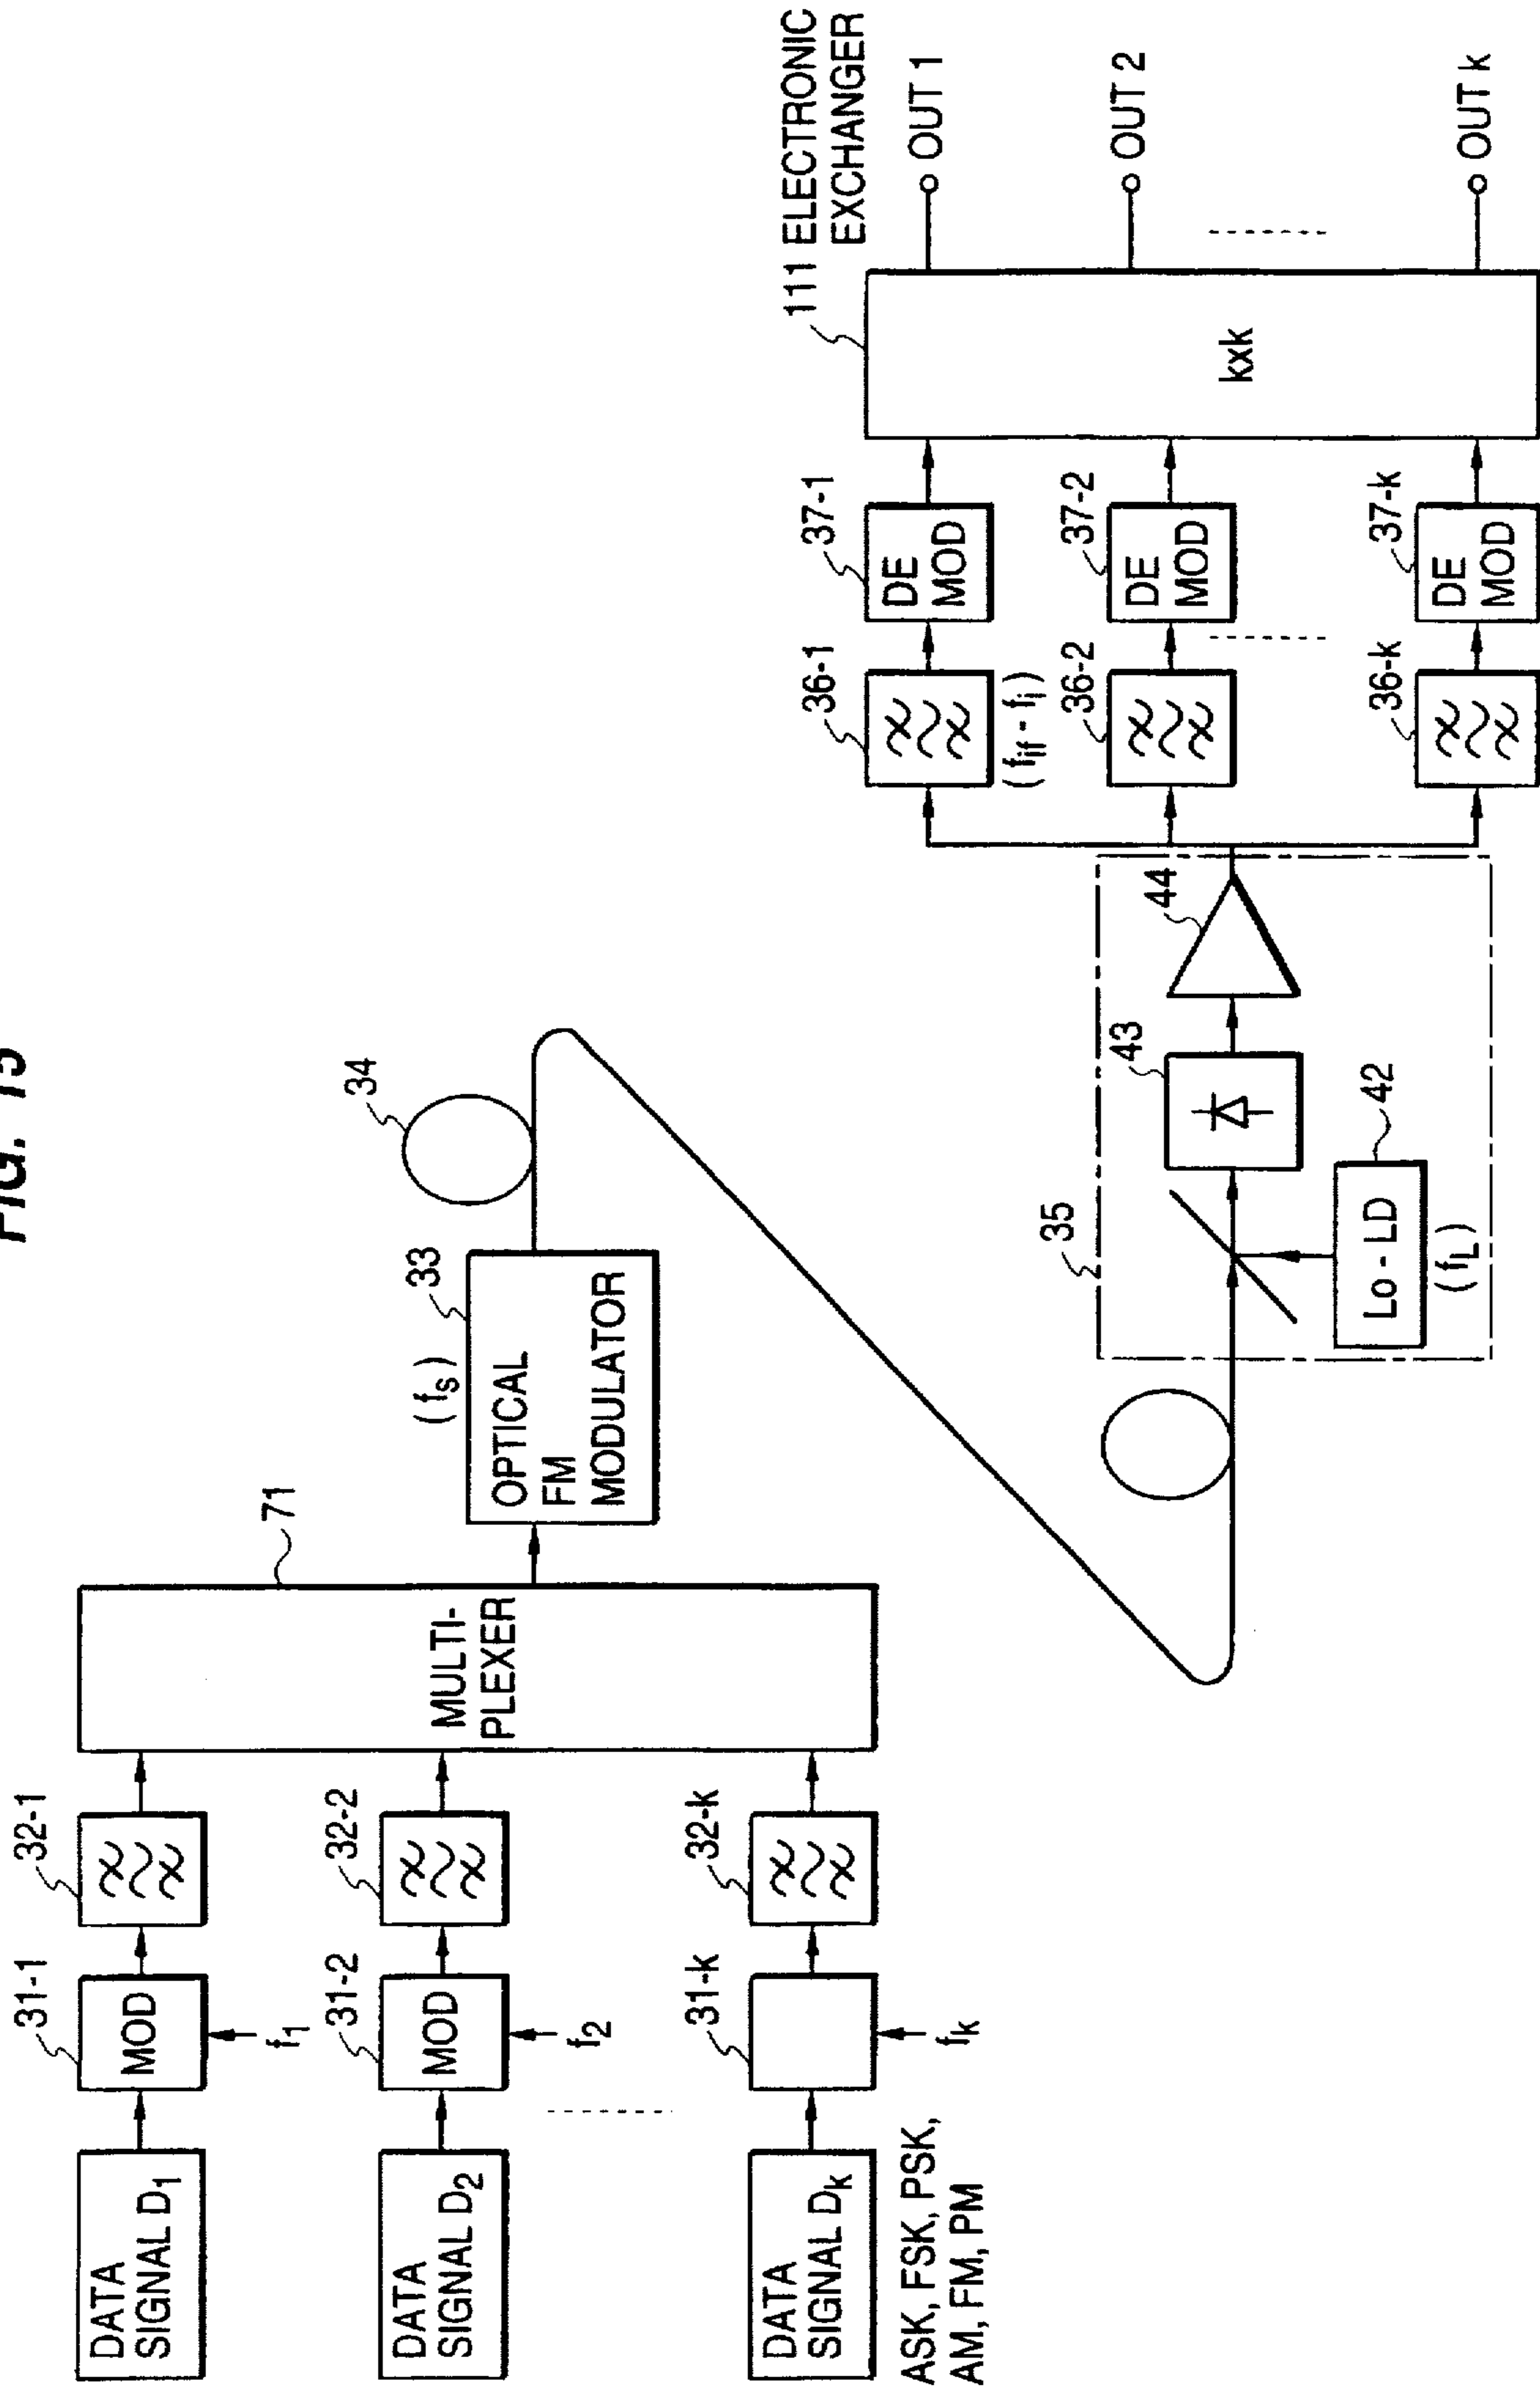 FIG. 15
DATA
SIGNAL D1
31-1
MOD
f1
32-1
DATA
SIGNAL D2
31-2
MOD
f2
32-2
DATA
SIGNAL Dk
31-k
fk
32-k
ASK, FSK, PSK,
AM, FM, PM
71
MULTI-
PLEXER
(fs)
33
OPTICAL
FM
MODULATOR
34
35
Lo - LD
(fL)
42
43
44
36-1
(fif - fi)
37-1
DE
MOD
36-2
37-2
DE
MOD
36-k
37-k
DE
MOD
111 ELECTRONIC
EXCHANGER
kxk
OUT 1
OUT 2
OUT k